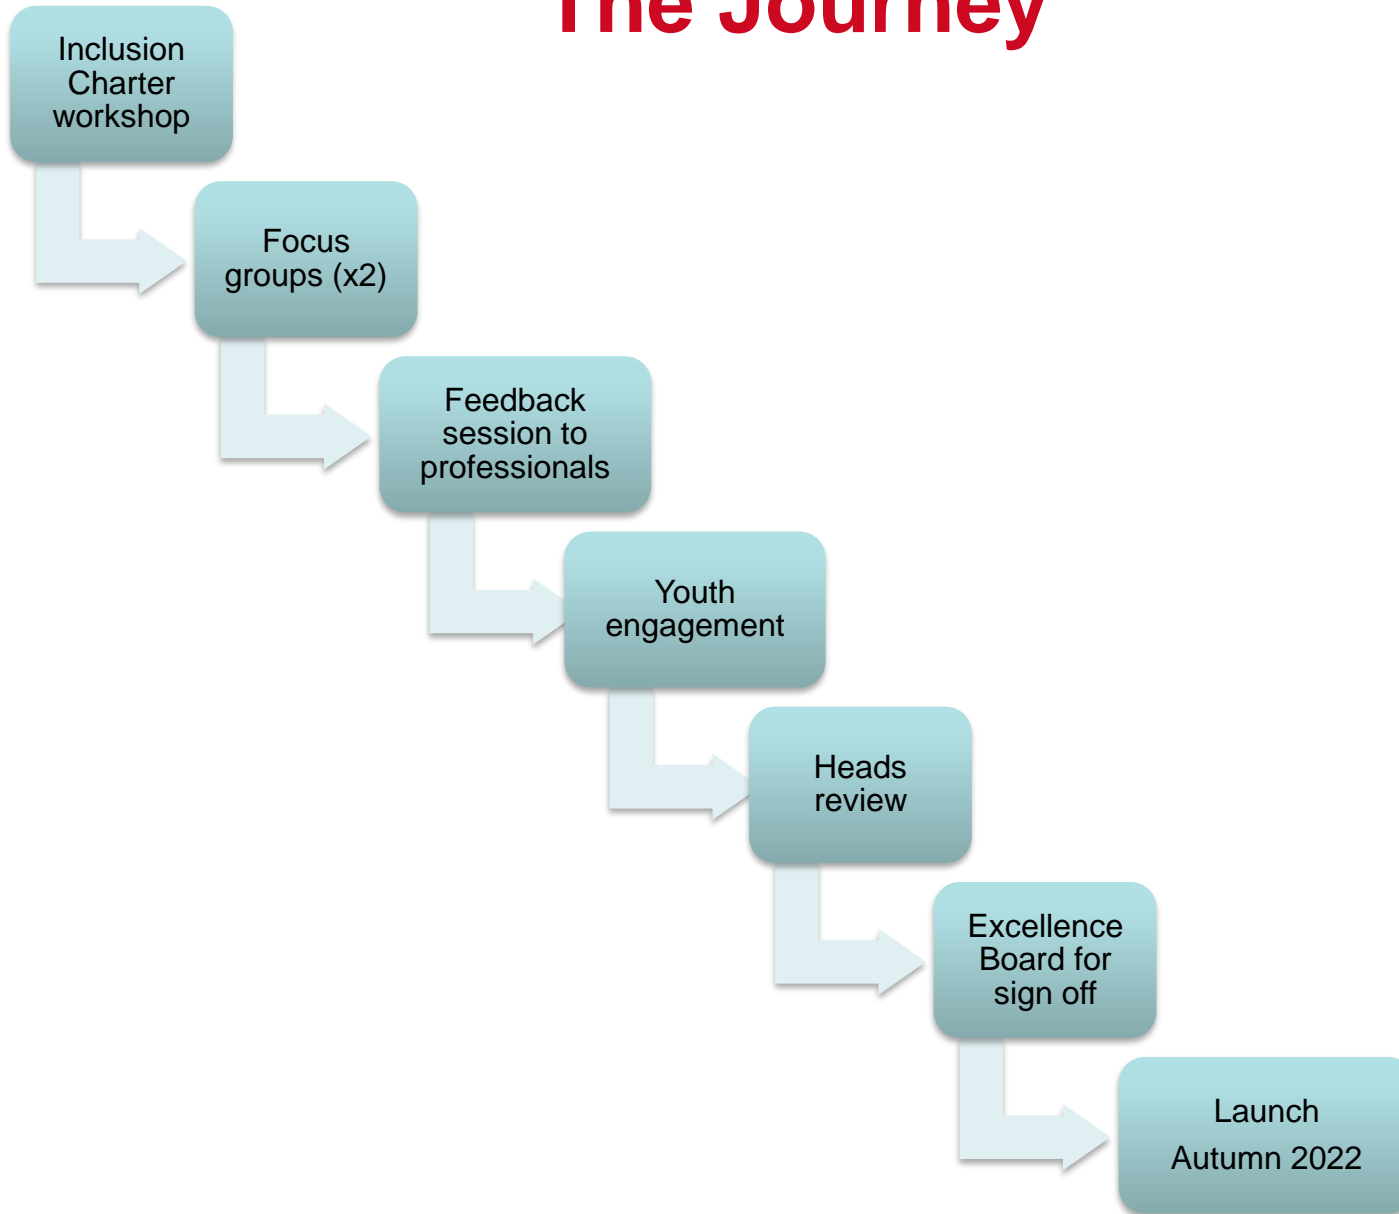 The Journey
Inclusion
Charter
workshop
Focus
groups (x2)
Feedback
session to
professionals
Youth
engagement
Heads
review
Excellence
Board for
sign off
Launch
Autumn 2022